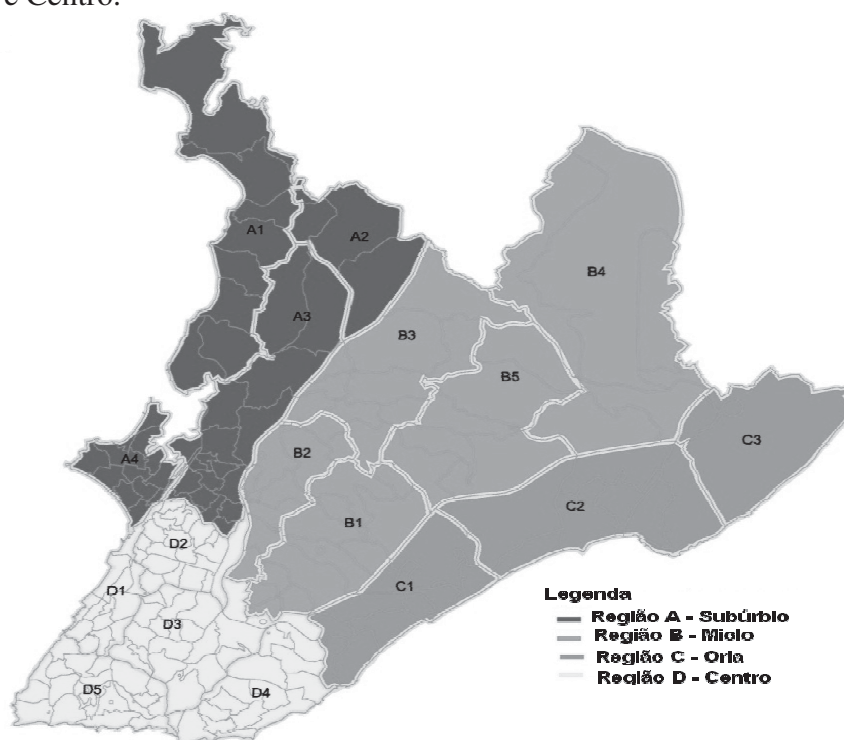 e Centro.
A1
A2
A3
B4
B3
B5
A4
B2
C3
B1
C2
D2
C1
D1
D3
D5
D4
Legenda
Região A - Subúrbio
Região B - Miolo
Região C - Orla
Região D - Centro